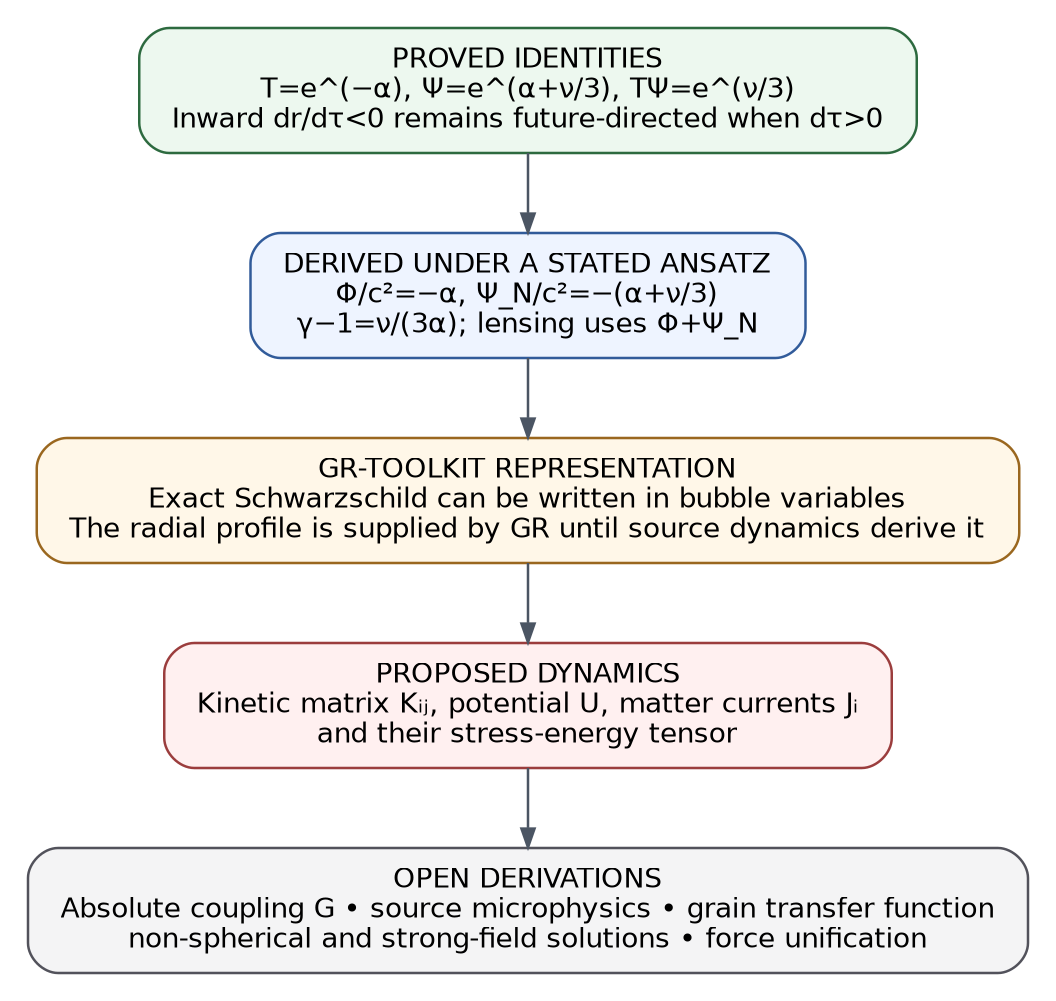 PROVED IDENTITIES
T=e^(−α), Ψ=e^(α+ν/3), TΨ=e^(ν/3)
Inward dr/dτ<0 remains future-directed when dτ>0
DERIVED UNDER A STATED ANSATZ
Φ/c²=−α, Ψ_N/c²=−(α+ν/3)
γ−1=ν/(3α); lensing uses Φ+Ψ_N
GR-TOOLKIT REPRESENTATION
Exact Schwarzschild can be written in bubble variables
The radial profile is supplied by GR until source dynamics derive it
PROPOSED DYNAMICS
Kinetic matrix Kᵢⱼ, potential U, matter currents Jᵢ
and their stress-energy tensor
OPEN DERIVATIONS
Absolute coupling G • source microphysics • grain transfer function
non-spherical and strong-field solutions • force unification